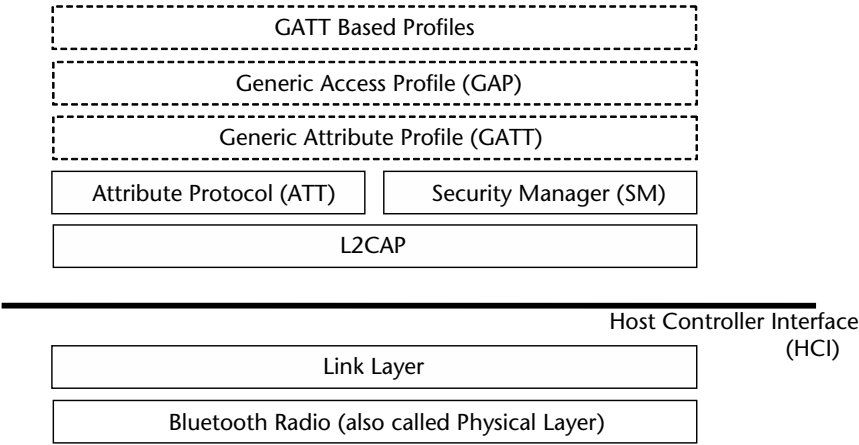 GATT Based Profiles
Generic Access Profile (GAP)
Generic Attribute Profile (GATT)
Attribute Protocol (ATT)
Security Manager (SM)
L2CAP
Host Controller Interface
(HCI)
Link Layer
Bluetooth Radio (also called Physical Layer)